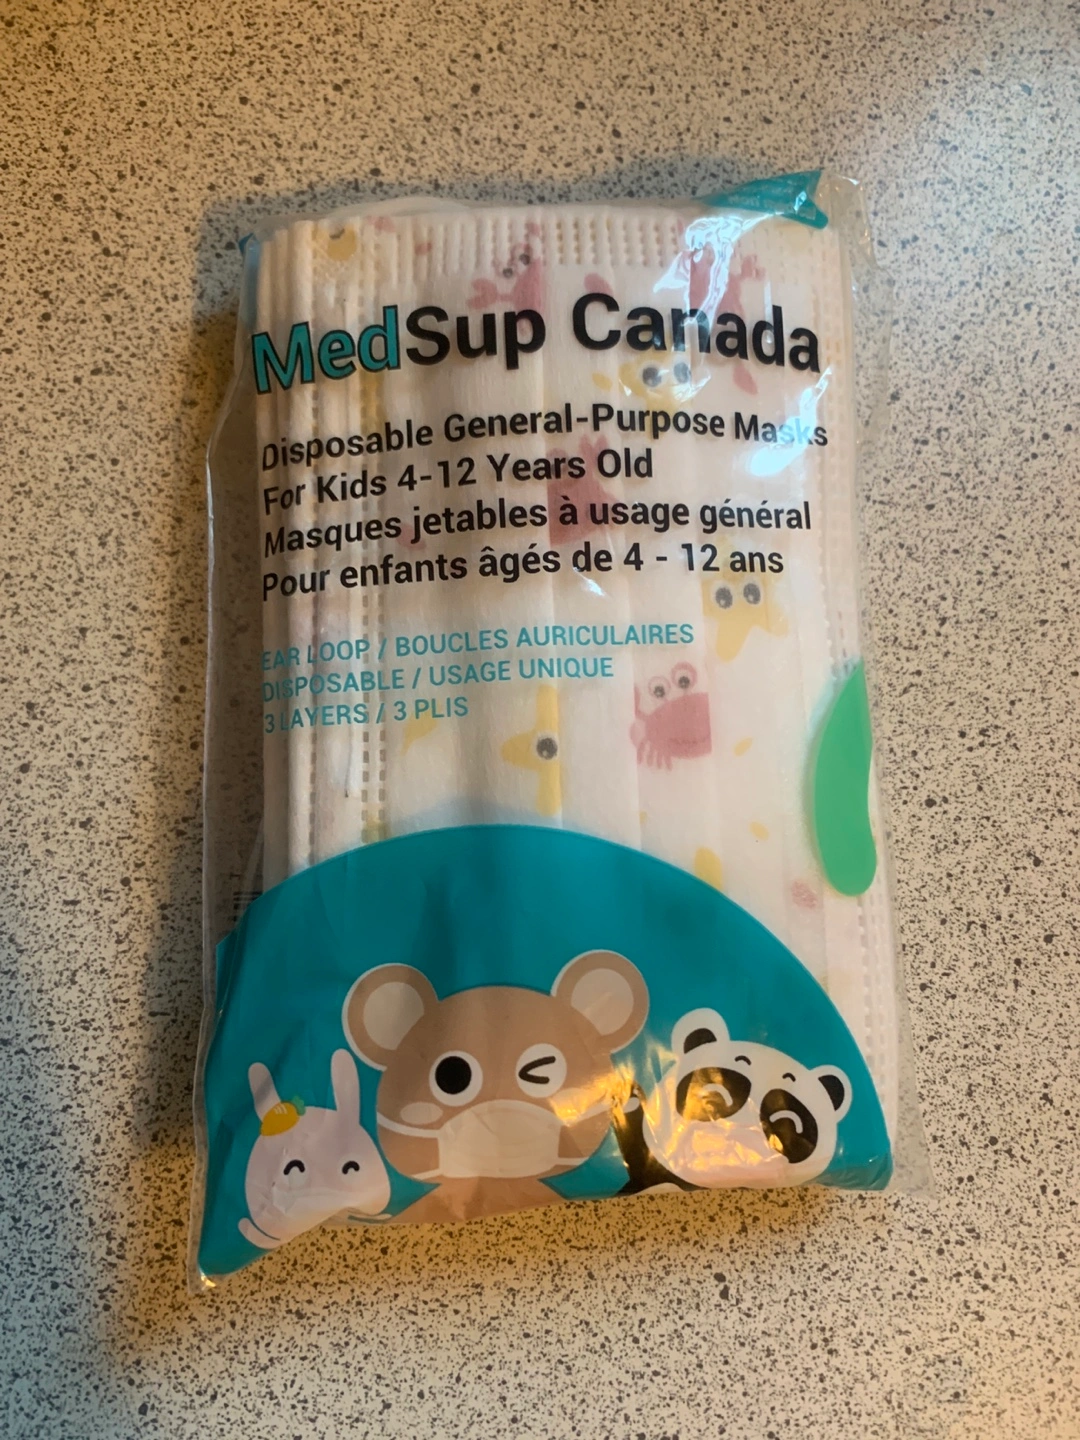 MedSup Canada
Disposable General-Purpose Masks
For Kids 4-12 Years Old
Masques jetables à usage général
Pour enfants âgés de 4 - 12 ans
EAR LOOP / BOUCLES AURICULAIRES
DISPOSABLE / USAGE UNIQUE
3 LAYERS / 3 PLIS